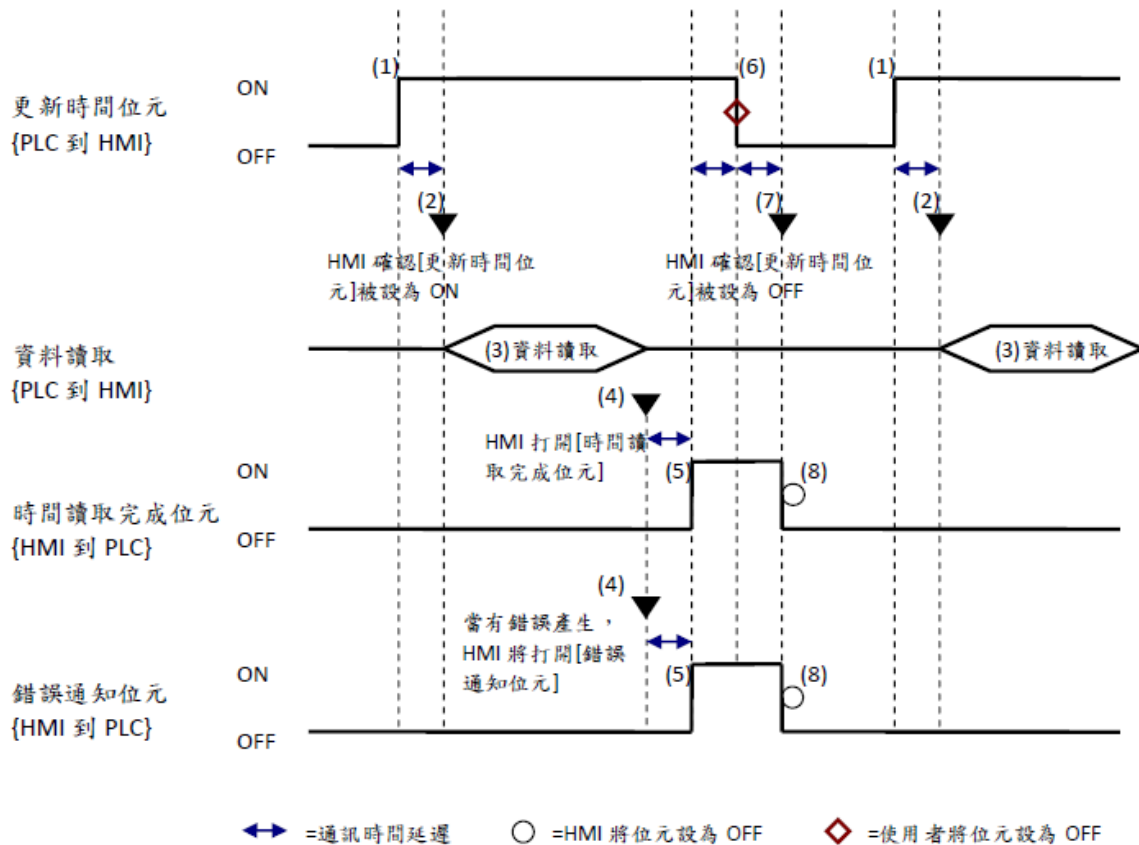 (1)
(6)
(1)
ON
更新時間位元
{PLC 到 HMI}
OFF
(2)
(7)
(2)
HMI 確認[更新時間位
元]被設為 ON
HMI 確認[更新時間位
元]被設為 OFF
資料讀取
{PLC 到 HMI}
(3)資料讀取
(3)資料讀取
(4)
HMI 打開[時間讀
取完成位元]
ON
(5)
(8)
時間讀取完成位元
{HMI 到 PLC}
OFF
(4)
當有錯誤產生，
HMI 將打開[錯誤
通知位元]
ON
(5)
(8)
錯誤通知位元
{HMI 到 PLC}
OFF
=通訊時間延遲
=HMI 將位元設為 OFF
=使用者將位元設為 OFF